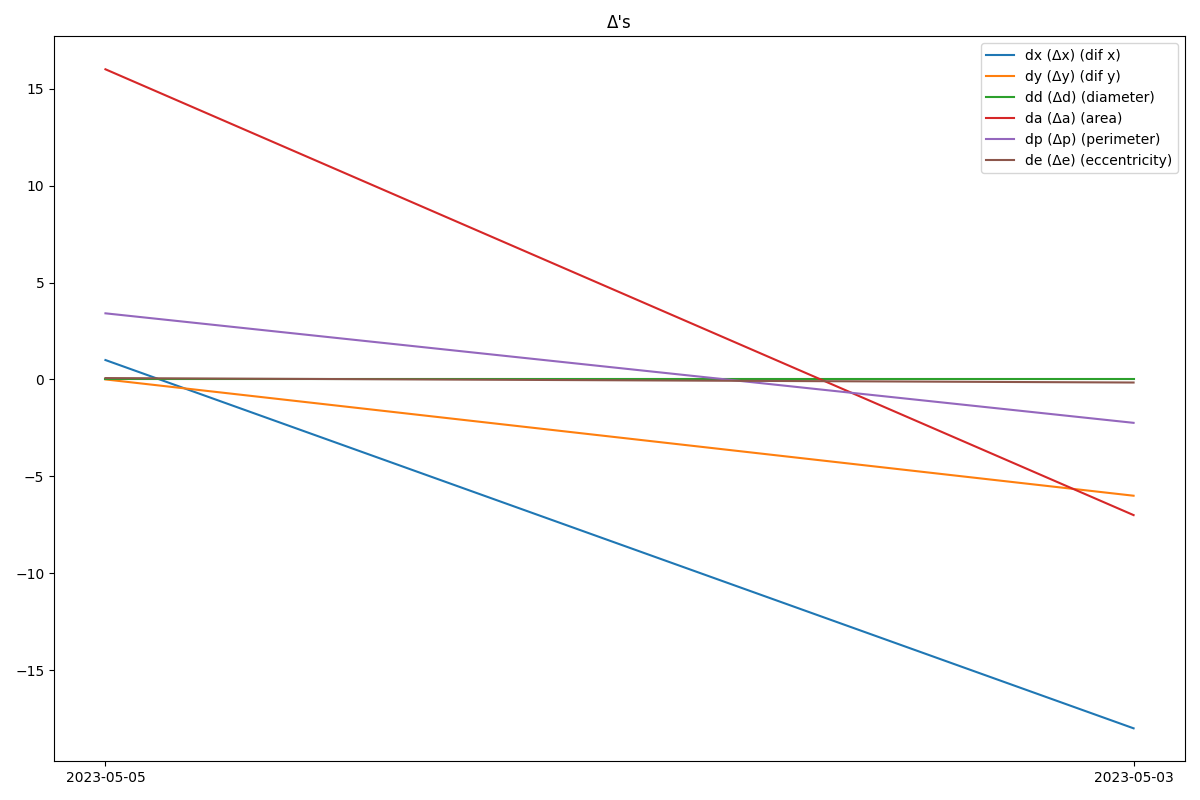 Δ's
dx (Δx) (dif x)
dy (Δy) (dif y)
dd (Δd) (diameter)
da (Δa) (area)
dp (Δp) (perimeter)
de (Δe) (eccentricity)
15
10
5
0
−5
−10
−15
2023-05-05 2023-05-03